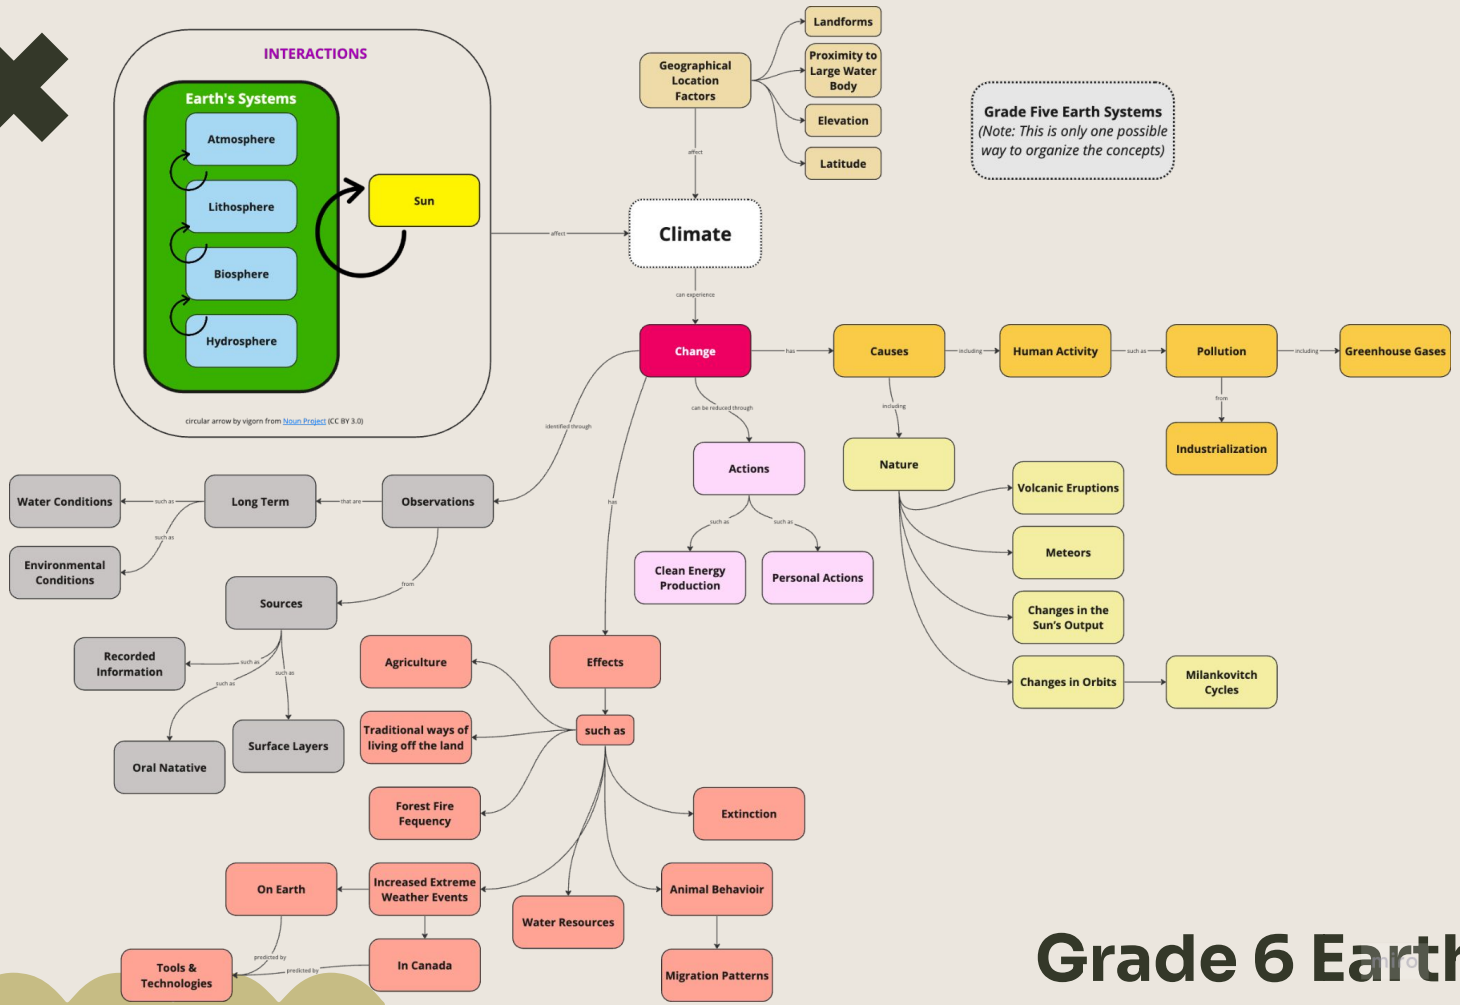 INTERACTIONS
Earth's Systems
Atmosphere
Lithosphere
Biosphere
Hydrosphere
Sun
circular arrow by vigorn from Noun Project (CC BY 3.0)
affect
Geographical
Location
Factors
Landforms
Proximity to
Large Water
Body
Elevation
Latitude
affect
Climate
Grade Five Earth Systems
(Note: This is only one possible
way to organize the concepts)
can experience
Change
has
Causes
including
Human Activity
such as
Pollution
including
Greenhouse Gases
from
Industrialization
including
Nature
Volcanic Eruptions
Meteors
Changes in the
Sun's Output
Changes in Orbits
Milankovitch
Cycles
can be reduced through
Actions
such as
such as
Clean Energy
Production
Personal Actions
identified through
Observations
that are
Long Term
such as
Water Conditions
such as
Environmental
Conditions
from
Sources
such as
Recorded
Information
such as
Oral Natative
such as
Surface Layers
has
Effects
such as
Agriculture
Traditional ways of
living off the land
Forest Fire
Fequency
Extinction
Increased Extreme
Weather Events
On Earth
In Canada
predicted by
predicted by
Tools &
Technologies
Water Resources
Animal Behavioir
Migration Patterns
Grade 6 Earth
miro